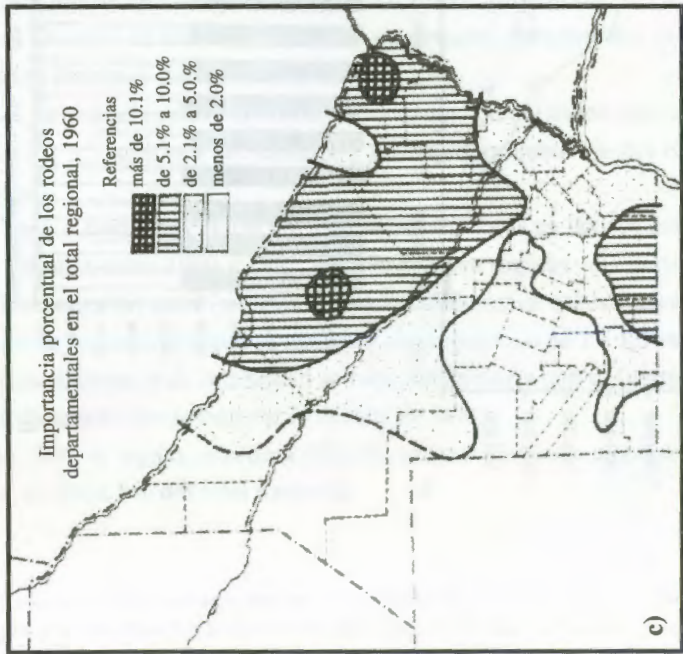 Importancia porcentual de los rodeos
departamentales en el total regional, 1960
Referencias
más de 10.1%
de 5.1% a 10.0%
de 2.1% a 5.0.%
menos de 2.0%
c)